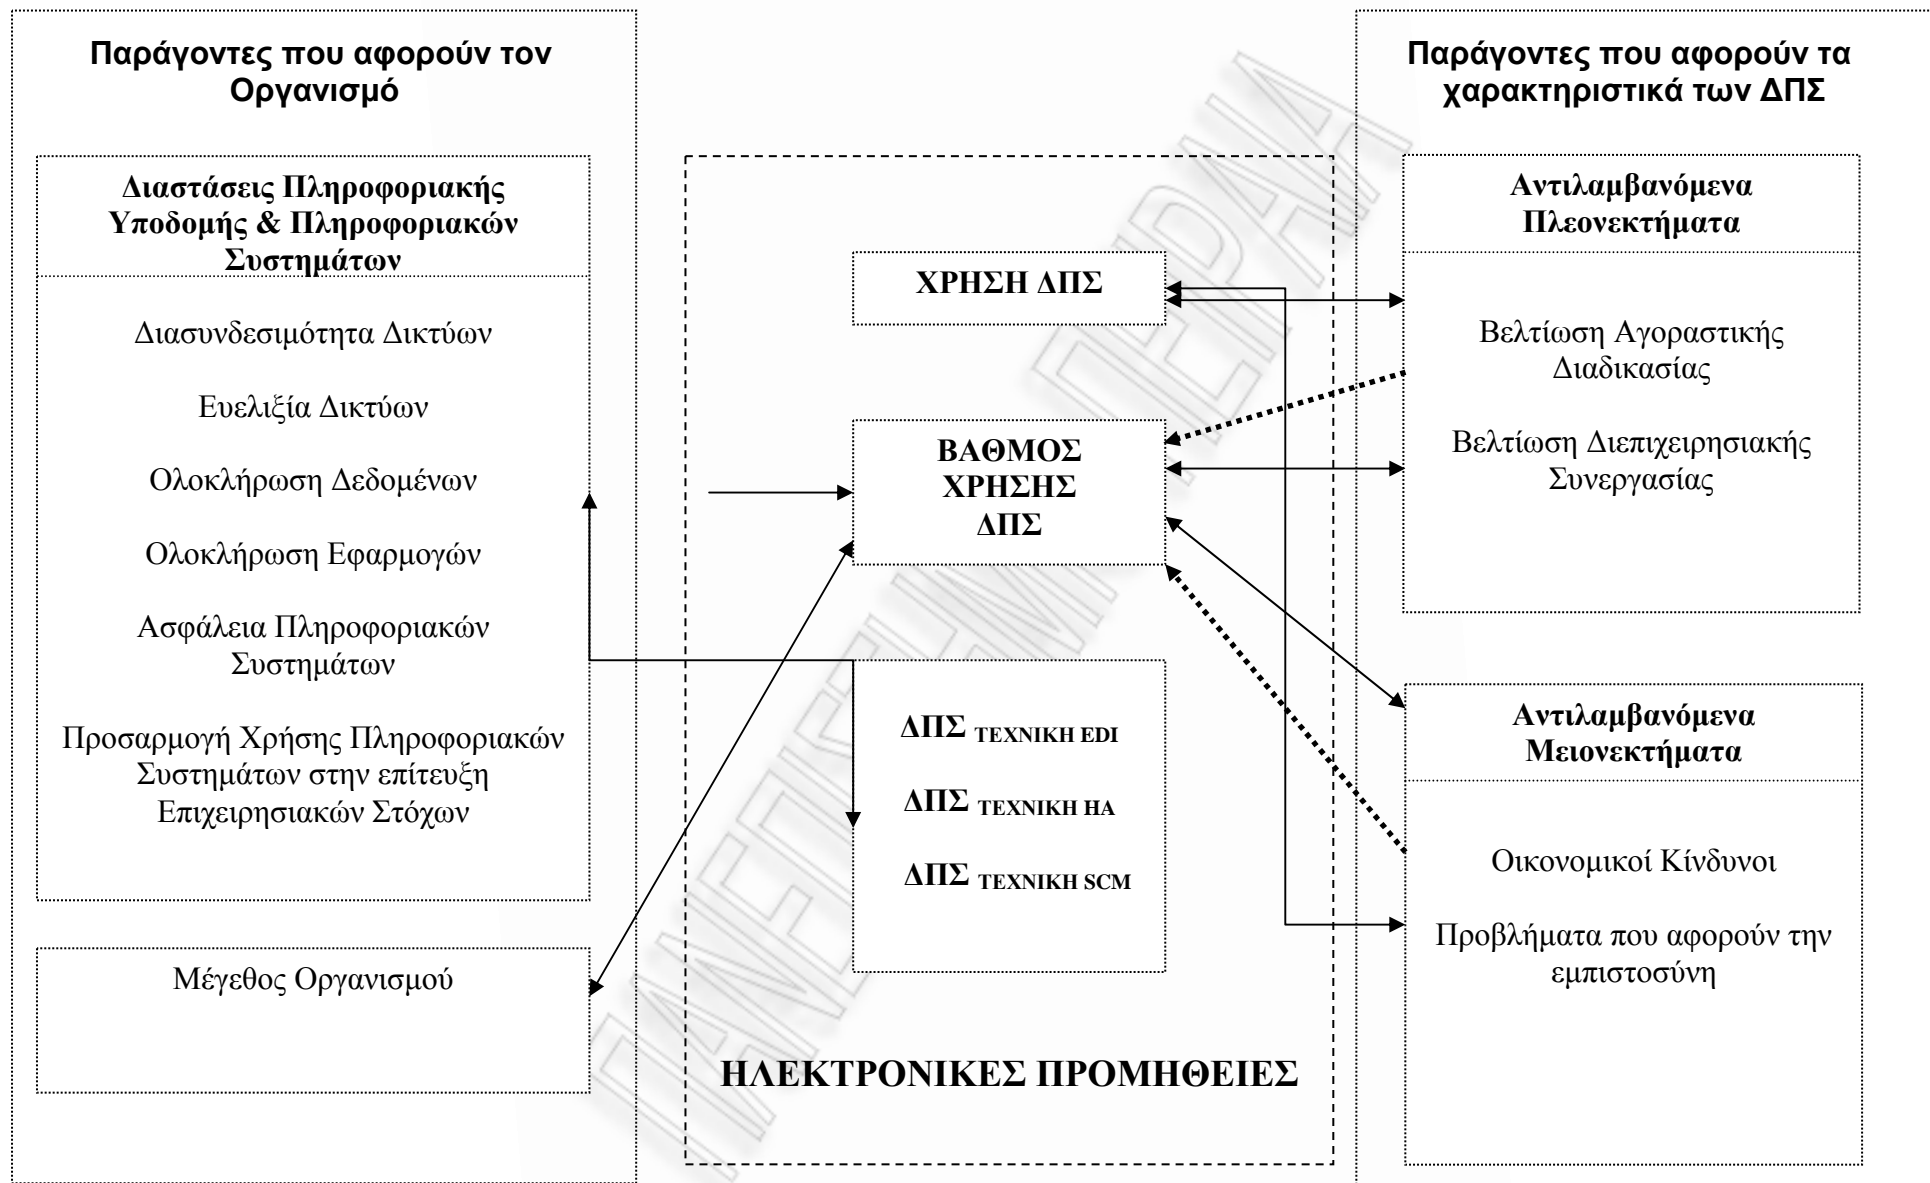 Παράγοντες που αφορούν τον
Οργανισμό
Διαστάσεις Πληροφοριακής
Υποδομής & Πληροφοριακών
Συστημάτων
Διασυνδεσιμότητα Δικτύων
Ευελιξία Δικτύων
Ολοκλήρωση Δεδομένων
Ολοκλήρωση Εφαρμογών
Ασφάλεια Πληροφοριακών
Συστημάτων
Προσαρμογή Χρήσης Πληροφοριακών
Συστημάτων στην επίτευξη
Επιχειρησιακών Στόχων
Μέγεθος Οργανισμού
ΧΡΗΣΗ ΔΠΣ
ΒΑΘΜΟΣ
ΧΡΗΣΗΣ
ΔΠΣ
ΔΠΣ ΤΕΧΝΙΚΗ EDI
ΔΠΣ ΤΕΧΝΙΚΗ ΗΑ
ΔΠΣ ΤΕΧΝΙΚΗ SCM
ΗΛΕΚΤΡΟΝΙΚΕΣ ΠΡΟΜΗΘΕΙΕΣ
Παράγοντες που αφορούν τα
χαρακτηριστικά των ΔΠΣ
Αντιλαμβανόμενα
Πλεονεκτήματα
Βελτίωση Αγοραστικής
Διαδικασίας
Βελτίωση Διεπιχειρησιακής
Συνεργασίας
Αντιλαμβανόμενα
Μειονεκτήματα
Οικονομικοί Κίνδυνοι
Προβλήματα που αφορούν την
εμπιστοσύνη